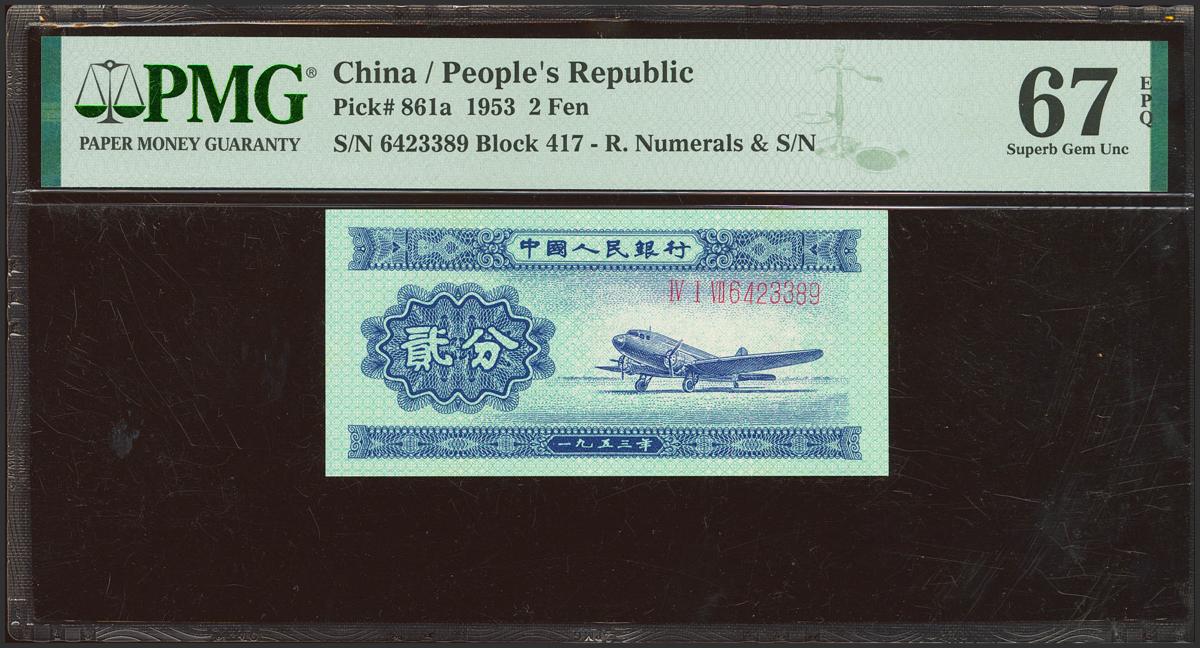 PMG®
PAPER MONEY GUARANTY
China / People's Republic
Pick# 861a 1953 2 Fen
S/N 6423389 Block 417 - R. Numerals & S/N
67
EPQ
Superb Gem Unc
中國人民銀行
Ⅳ Ⅰ Ⅶ 6423389
貳分
一九五三年